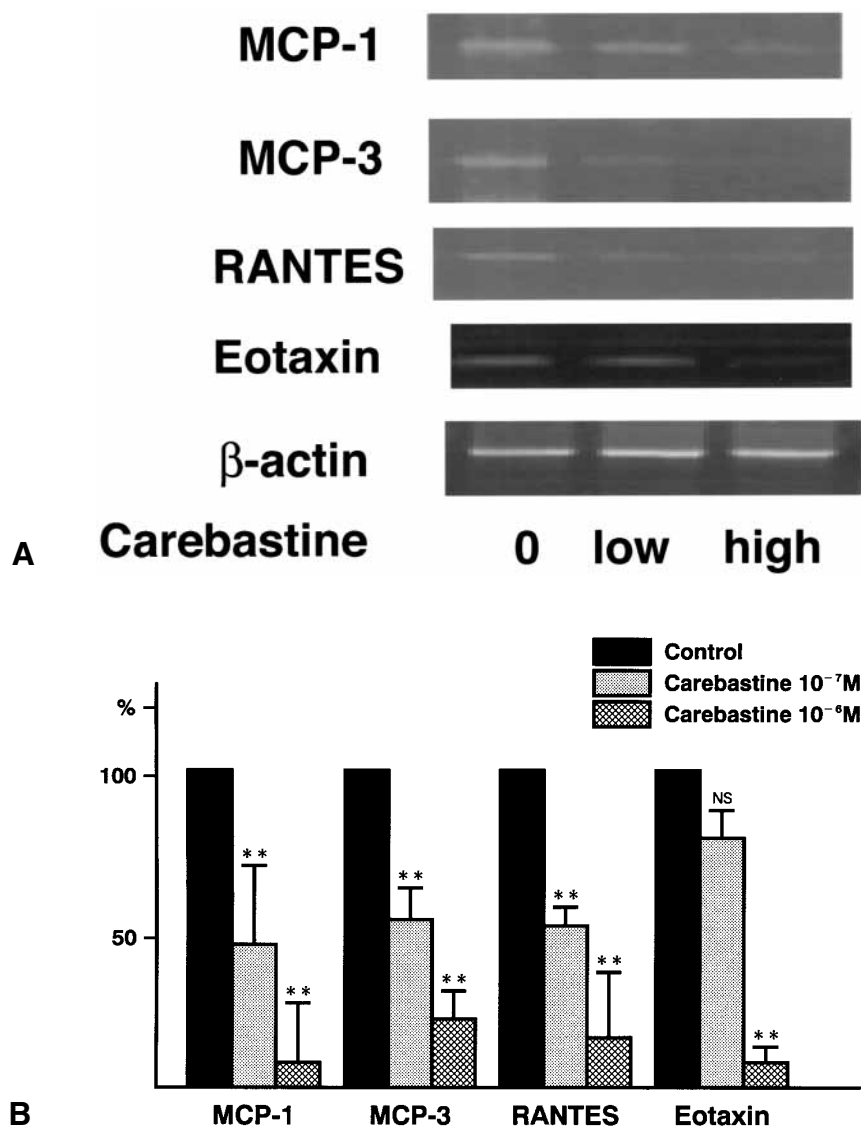 MCP-1
MCP-3
RANTES
Eotaxin
β-actin
A Carebastine 0 low high
Control
Carebastine 10⁻⁷M
Carebastine 10⁻⁶M
%
100
50
**
**
**
**
**
**
NS
**
B MCP-1 MCP-3 RANTES Eotaxin